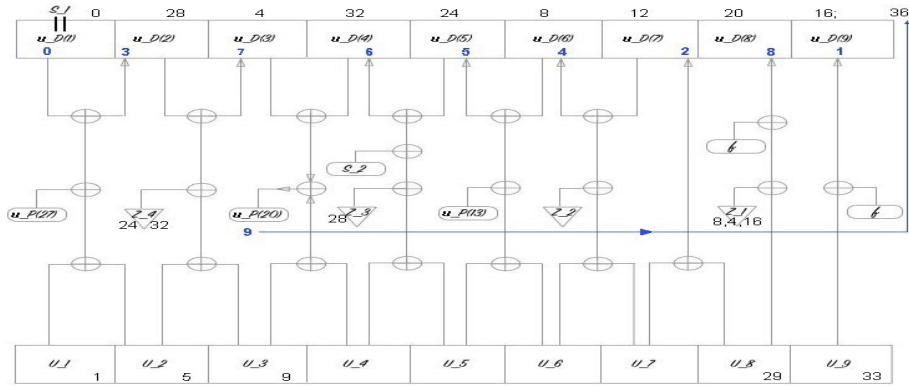 S_1 0 28 4 32 24 8 12 20 16; 36
u_D(1) u_D(2) u_D(3) u_D(4) u_D(5) u_D(6) u_D(7) u_D(8) u_D(9)
0 3 7 6 5 4 2 8 1
f
S_2
u_P(27) Z_4 u_P(20) Z_3 u_P(13) Z_2 Z_1 f
24 32 28 8,4,16
9
U_1 U_2 U_3 U_4 U_5 U_6 U_7 U_8 U_9
1 5 9 29 33